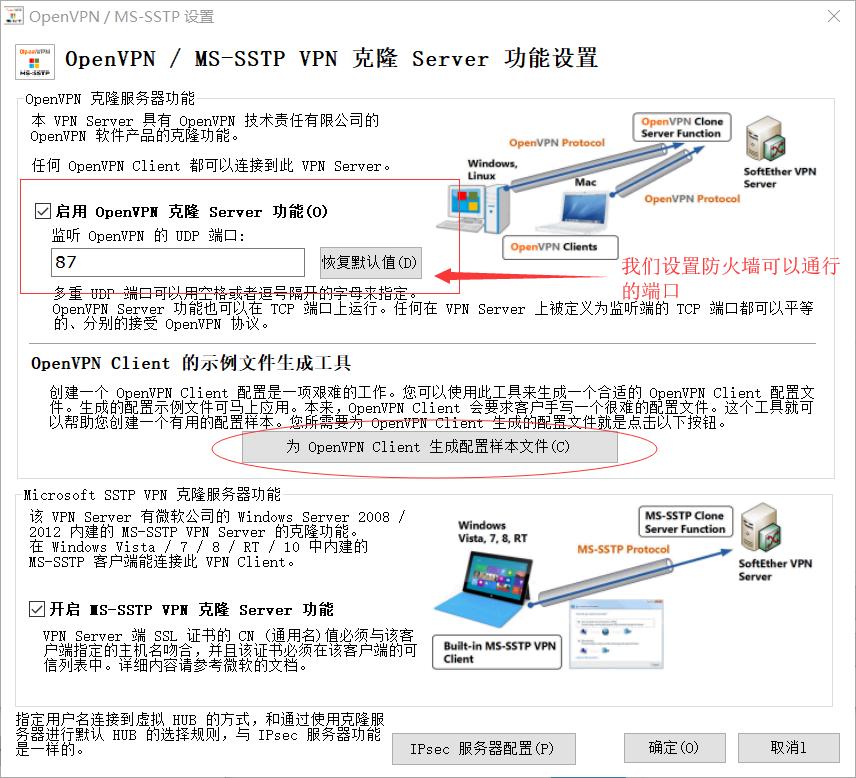 OpenVPN / MS-SSTP 设置
OpenVPN
MS-SSTP
OpenVPN / MS-SSTP VPN 克隆 Server 功能设置
OpenVPN 克隆服务器功能
本 VPN Server 具有 OpenVPN 技术责任有限公司的
OpenVPN 软件产品的克隆功能。
任何 OpenVPN Client 都可以连接到此 VPN Server。
OpenVPN Clone
Server Function
OpenVPN Protocol
Windows,
Linux
Mac
SoftEther VPN
Server
OpenVPN Protocol
OpenVPN Clients
启用 OpenVPN 克隆 Server 功能(O)
监听 OpenVPN 的 UDP 端口:
87
恢复默认值(D)
我们设置防火墙可以通行
的端口
多重 UDP 端口可以用空格或者逗号隔开的字母来指定。
OpenVPN Server 功能也可以在 TCP 端口上运行。任何在 VPN Server 上被定义为监听端的 TCP 端口都可以平等
的、分别的接受 OpenVPN 协议。
OpenVPN Client 的示例文件生成工具
创建一个 OpenVPN Client 配置是一项艰难的工作。您可以使用此工具来生成一个合适的 OpenVPN Client 配置文
件。生成的配置示例文件可马上应用。本来，OpenVPN Client 会要求客户手写一个很难的配置文件。这个工具就可
以帮助您创建一个有用的配置样本。您所需要为 OpenVPN Client 生成的配置文件就是点击以下按钮。
为 OpenVPN Client 生成配置样本文件(C)
Microsoft SSTP VPN 克隆服务器功能
该 VPN Server 有微软公司的 Windows Server 2008 /
2012 内建的 MS-SSTP VPN Server 的克隆功能。
在 Windows Vista / 7 / 8 / RT / 10 中内建的
MS-SSTP 客户端能连接此 VPN Client。
Windows
Vista, 7, 8, RT
MS-SSTP Clone
Server Function
MS-SSTP Protocol
SoftEther VPN
Server
Built-in MS-SSTP VPN
Client
开启 MS-SSTP VPN 克隆 Server 功能
VPN Server 端 SSL 证书的 CN (通用名)值必须与该客
户端指定的主机名吻合，并且该证书必须在该客户端的可
信列表中。详细内容请参考微软的文档。
指定用户名连接到虚拟 HUB 的方式，和通过使用克隆服
务器进行默认 HUB 的选择规则，与 IPsec 服务器功能
是一样的。
IPsec 服务器配置(P)
确定(O)
取消l